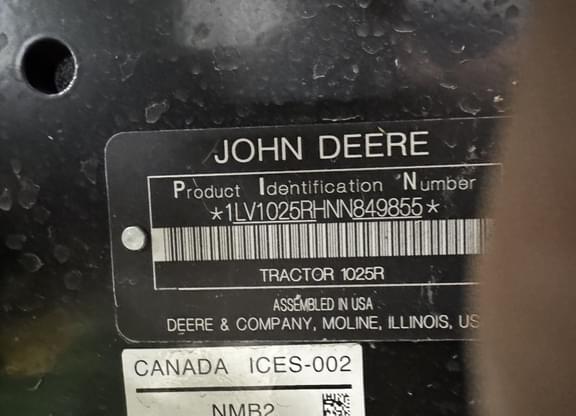 JOHN DEERE
Product Identification Number
*1LV1025RHNN849855*
TRACTOR 1025R
ASSEMBLED IN USA
DEERE & COMPANY, MOLINE, ILLINOIS, US
CANADA ICES-002
NMB2